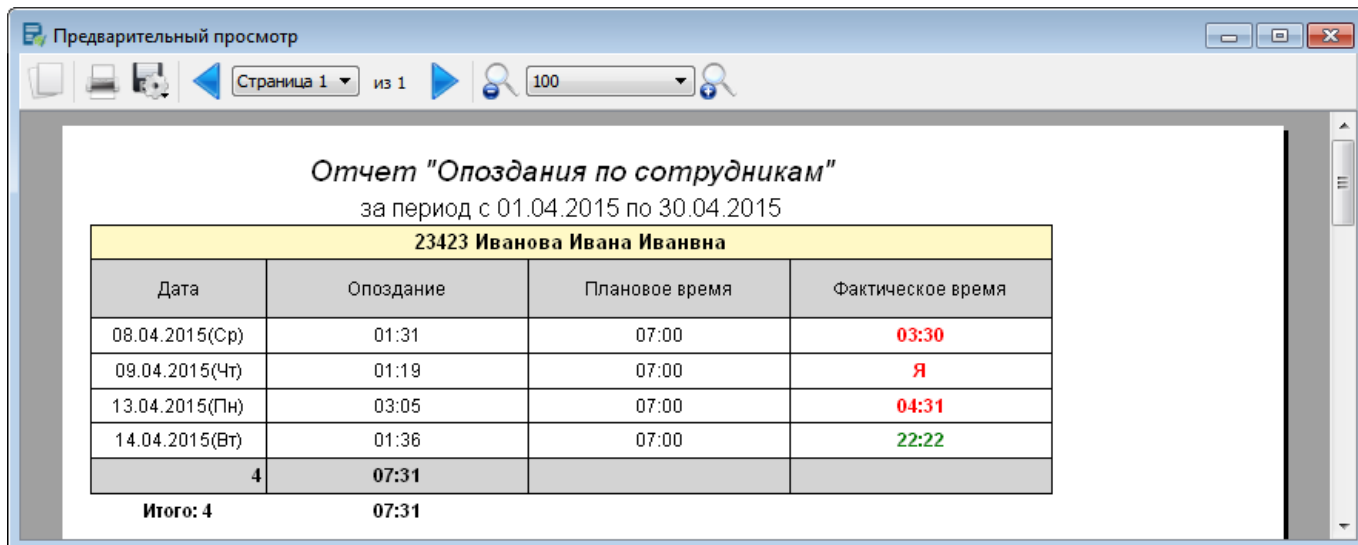 Предварительный просмотр
Страница 1 из 1 100
Отчет "Опоздания по сотрудникам"
за период с 01.04.2015 по 30.04.2015
23423 Иванова Ивана Иванвна
Дата Опоздание Плановое время Фактическое время
08.04.2015(Ср) 01:31 07:00 03:30
09.04.2015(Чт) 01:19 07:00 Я
13.04.2015(Пн) 03:05 07:00 04:31
14.04.2015(Вт) 01:36 07:00 22:22
4 07:31
Итого: 4 07:31